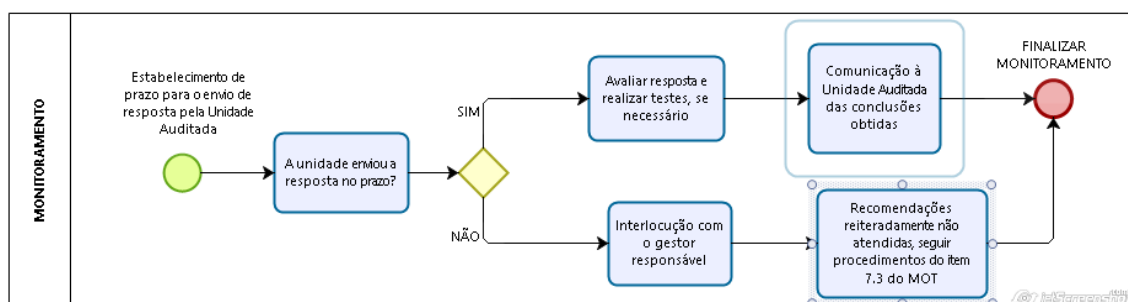 MONITORAMENTO
Estabelecimento de
prazo para o envio de
resposta pela Unidade
Auditada
A unidade enviou a
resposta no prazo?
SIM
NÃO
Avaliar resposta e
realizar testes, se
necessário
Comunicação à
Unidade Auditada
das conclusões
obtidas
FINALIZAR
MONITORAMENTO
Interlocução com
o gestor
responsável
Recomendações
reiteradamente não
atendidas, seguir
procedimentos do item
7.3 do MOT